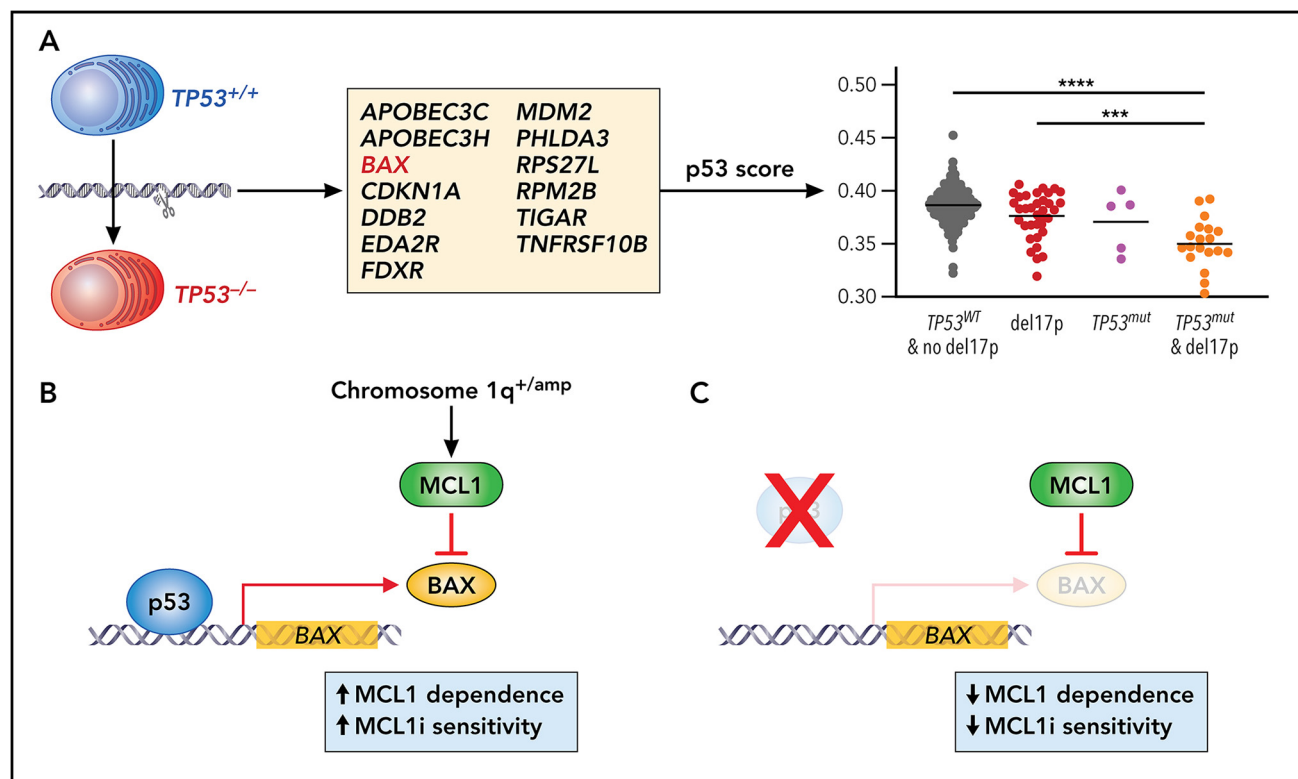 A
TP53+/+
TP53–/–
APOBEC3C
APOBEC3H
BAX
CDKN1A
DDB2
EDA2R
FDXR
MDM2
PHLDA3
RPS27L
RPM2B
TIGAR
TNFRSF10B
p53 score
0.50
0.45
0.40
0.35
0.30
****
***
TP53WT
& no del17p
del17p
TP53mut
TP53mut
& del17p
B
Chromosome 1q+/amp
MCL1
BAX
p53
BAX
↑ MCL1 dependence
↑ MCL1i sensitivity
C
p53
MCL1
BAX
BAX
↓ MCL1 dependence
↓ MCL1i sensitivity